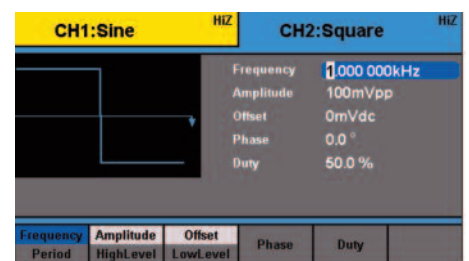 CH1:Sine HiZ CH2:Square HiZ
Frequency 1.000 000kHz
Amplitude 100mVpp
Offset 0mVdc
Phase 0.0 °
Duty 50.0 %
Frequency Amplitude Offset Phase Duty
Period HighLevel LowLevel